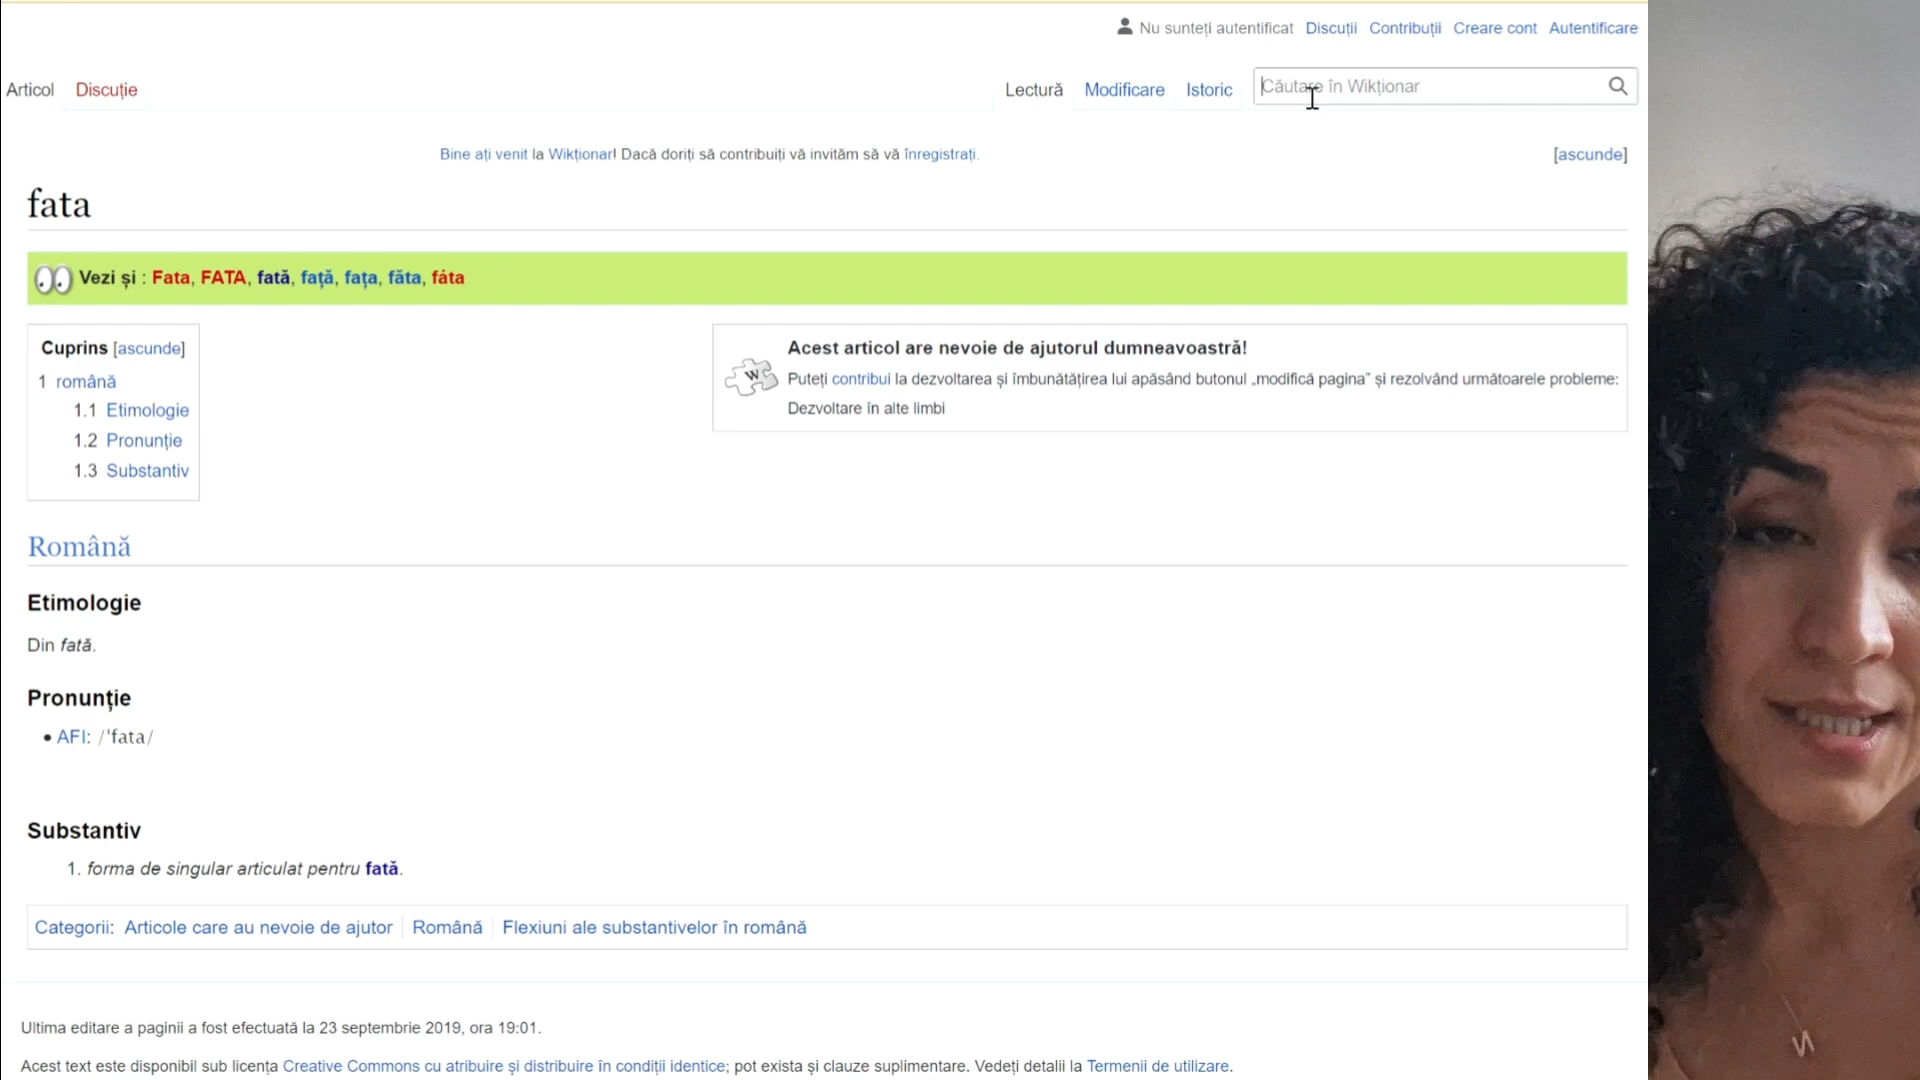 Nu sunteți autentificat Discuții Contribuții Creare cont Autentificare
Articol Discuție Lectură Modificare Istoric Căutare în Wikționar
Bine ați venit la Wikționar! Dacă doriți să contribuiți vă invităm să vă înregistrați. [ascunde]
fata
Vezi și : Fata, FATA, fată, față, fața, făta, fáta
Cuprins [ascunde]
1 română
1.1 Etimologie
1.2 Pronunție
1.3 Substantiv
Acest articol are nevoie de ajutorul dumneavoastră!
Puteți contribui la dezvoltarea și îmbunătățirea lui apăsând butonul „modifică pagina” și rezolvând următoarele probleme:
Dezvoltare în alte limbi
Română
Etimologie
Din fată.
Pronunție
• AFI: /ˈfata/
Substantiv
1. forma de singular articulat pentru fată.
Categorii: Articole care au nevoie de ajutor Română Flexiuni ale substantivelor în română
Ultima editare a paginii a fost efectuată la 23 septembrie 2019, ora 19:01.
Acest text este disponibil sub licența Creative Commons cu atribuire și distribuire în condiții identice; pot exista și clauze suplimentare. Vedeți detalii la Termenii de utilizare.